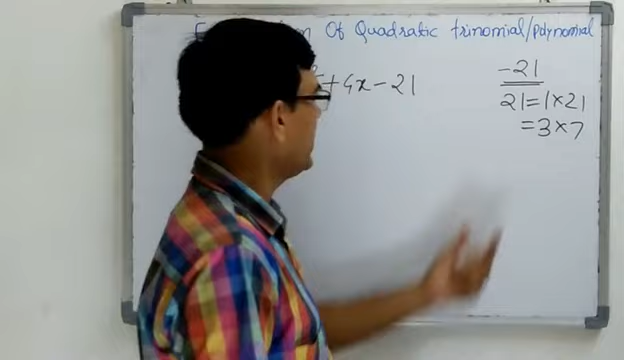 Of Quadratic trinomial/polynomial
+ 4x - 21
-21
21 = 1 × 21
= 3 × 7